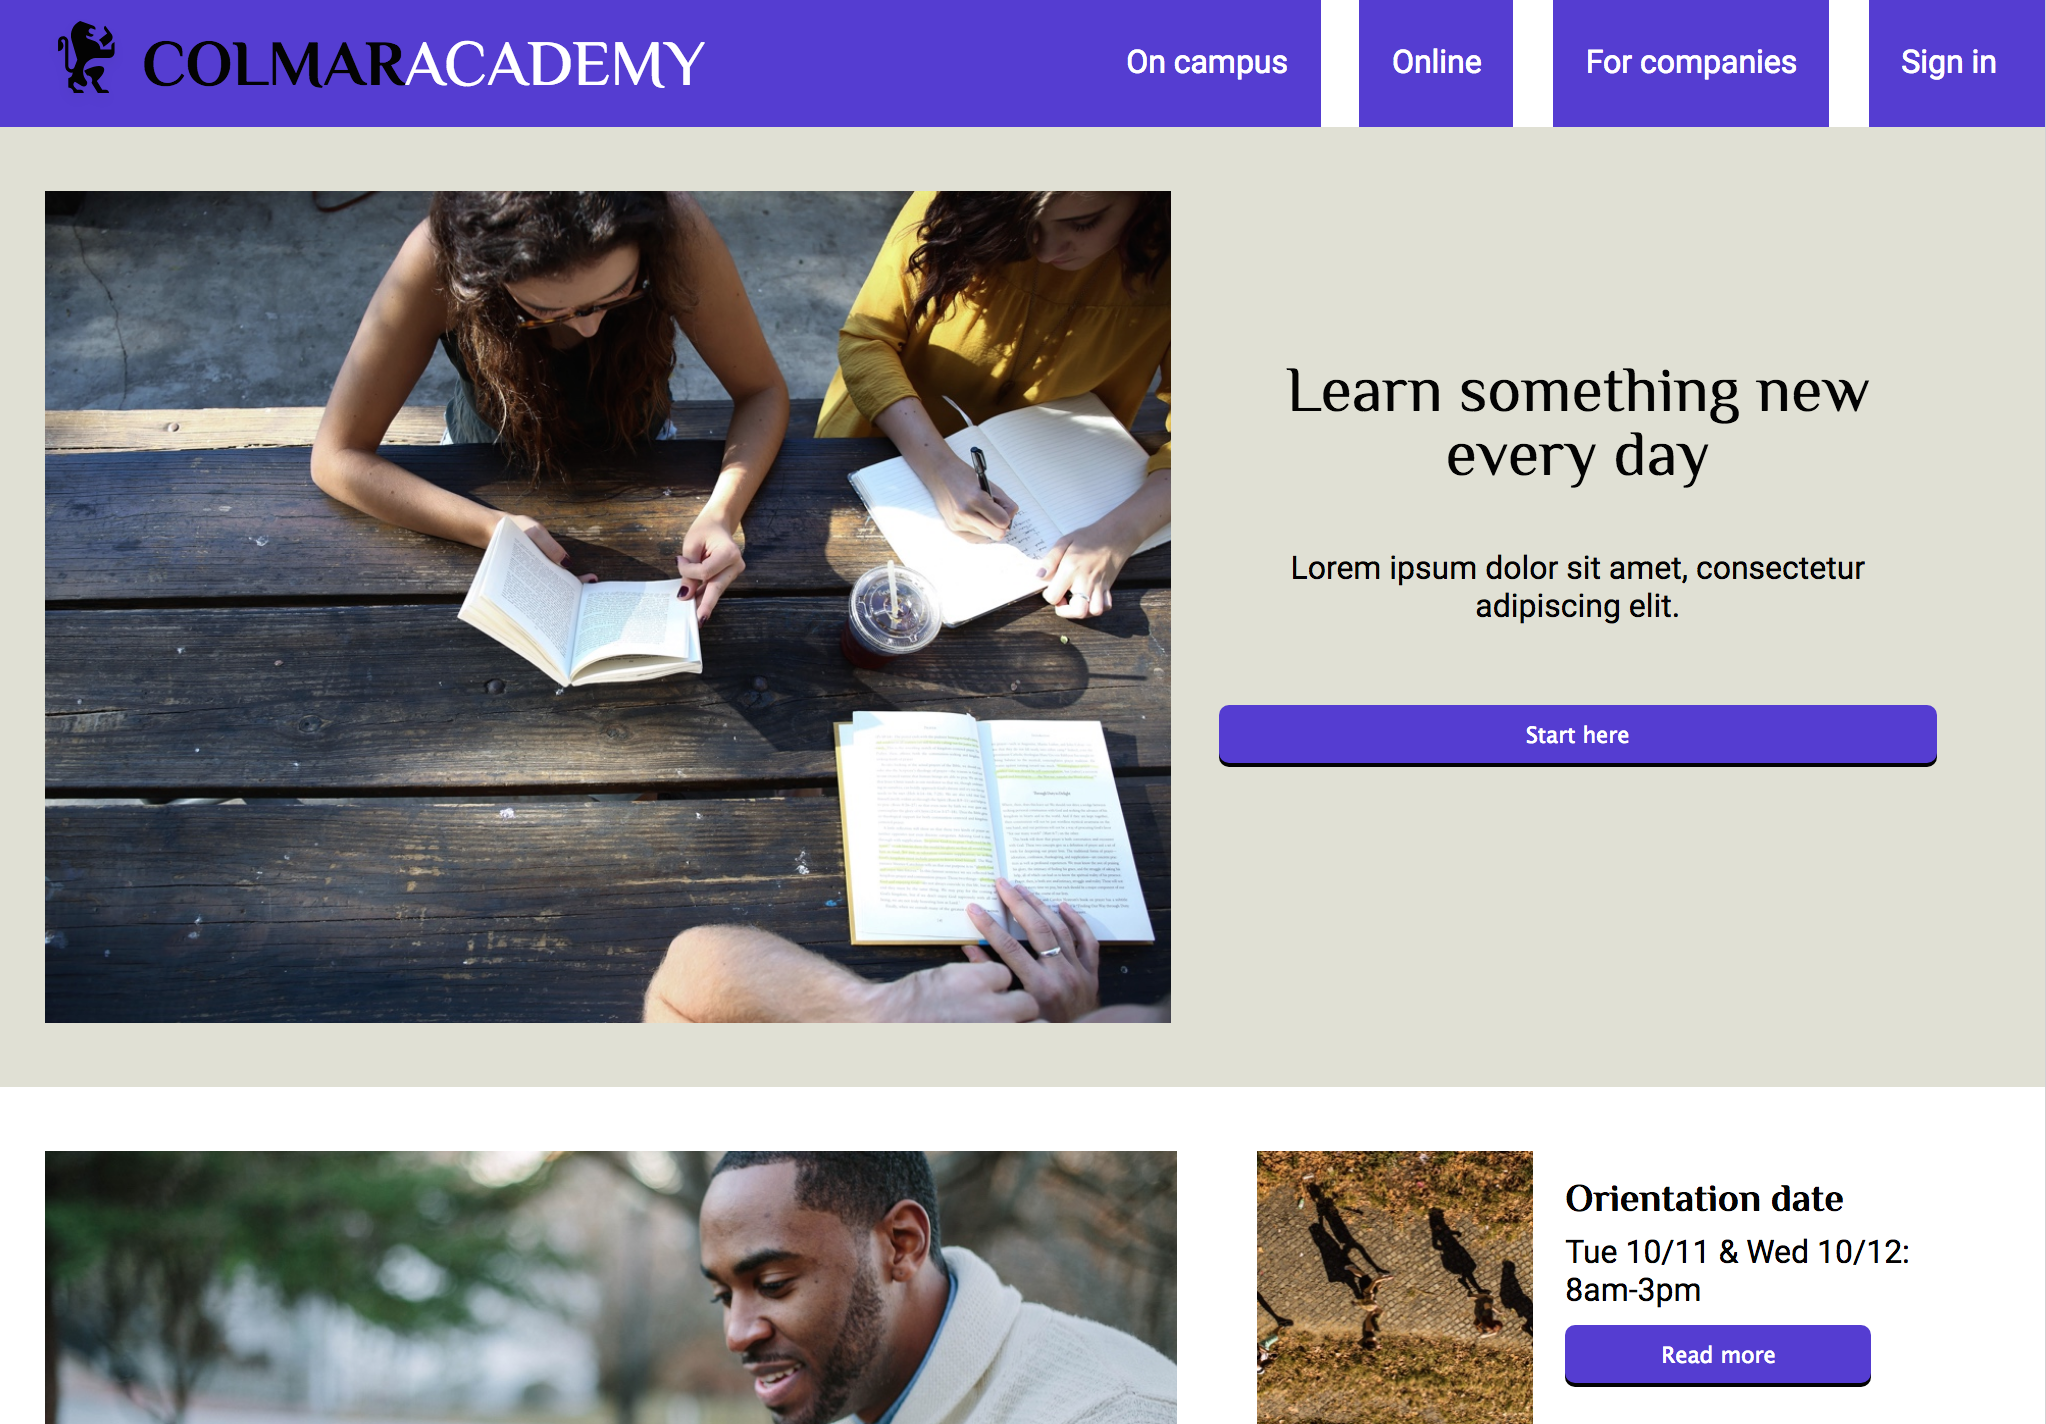 COLMARACADEMY
On campus
Online
For companies
Sign in
Learn something new
every day
Lorem ipsum dolor sit amet, consectetur
adipiscing elit.
Start here
Orientation date
Tue 10/11 & Wed 10/12:
8am-3pm
Read more